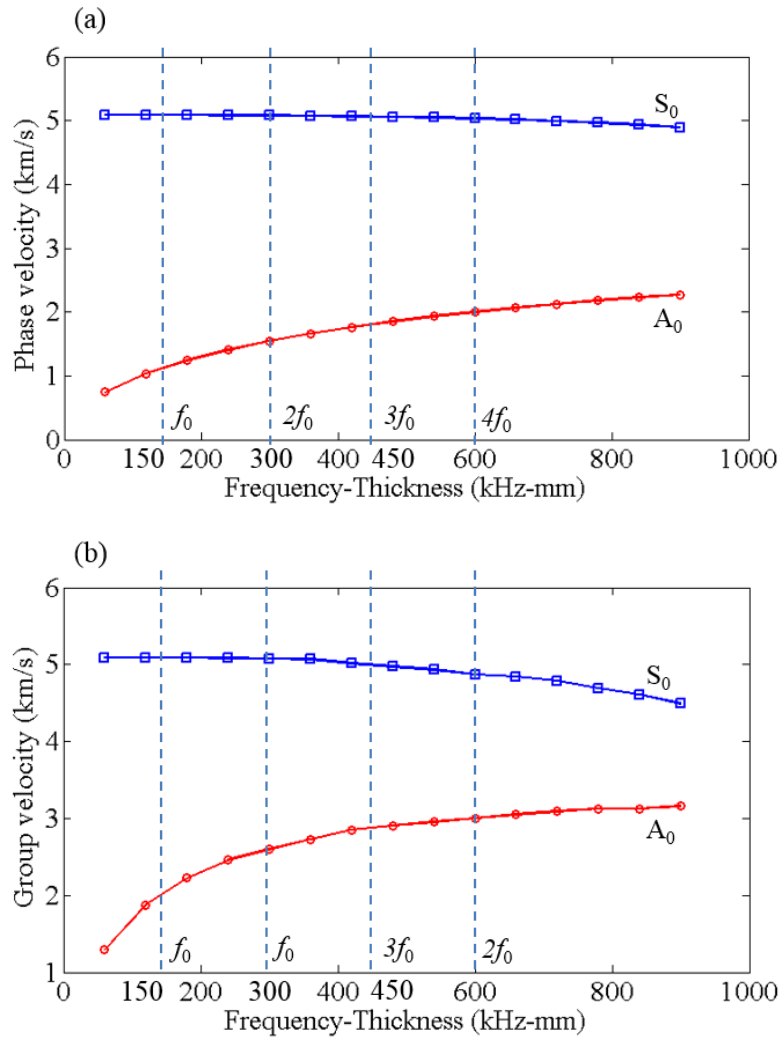 (a)
6
5
4
3
2
1
0
Phase velocity (km/s)
S₀
A₀
f₀ 2f₀ 3f₀ 4f₀
0 150 200 300 400 450 600 800 1000
Frequency-Thickness (kHz-mm)
(b)
6
5
4
3
2
1
Group velocity (km/s)
S₀
A₀
f₀ f₀ 3f₀ 2f₀
0 150 200 300 400 450 600 800 1000
Frequency-Thickness (kHz-mm)